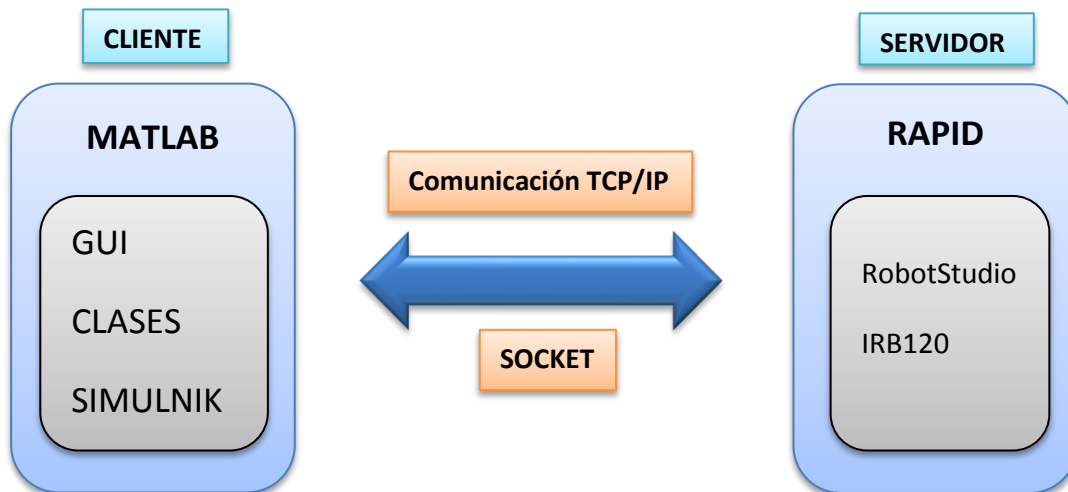 CLIENTE
SERVIDOR
MATLAB
RAPID
Comunicación TCP/IP
GUI
CLASES
SIMULNIK
RobotStudio
IRB120
SOCKET